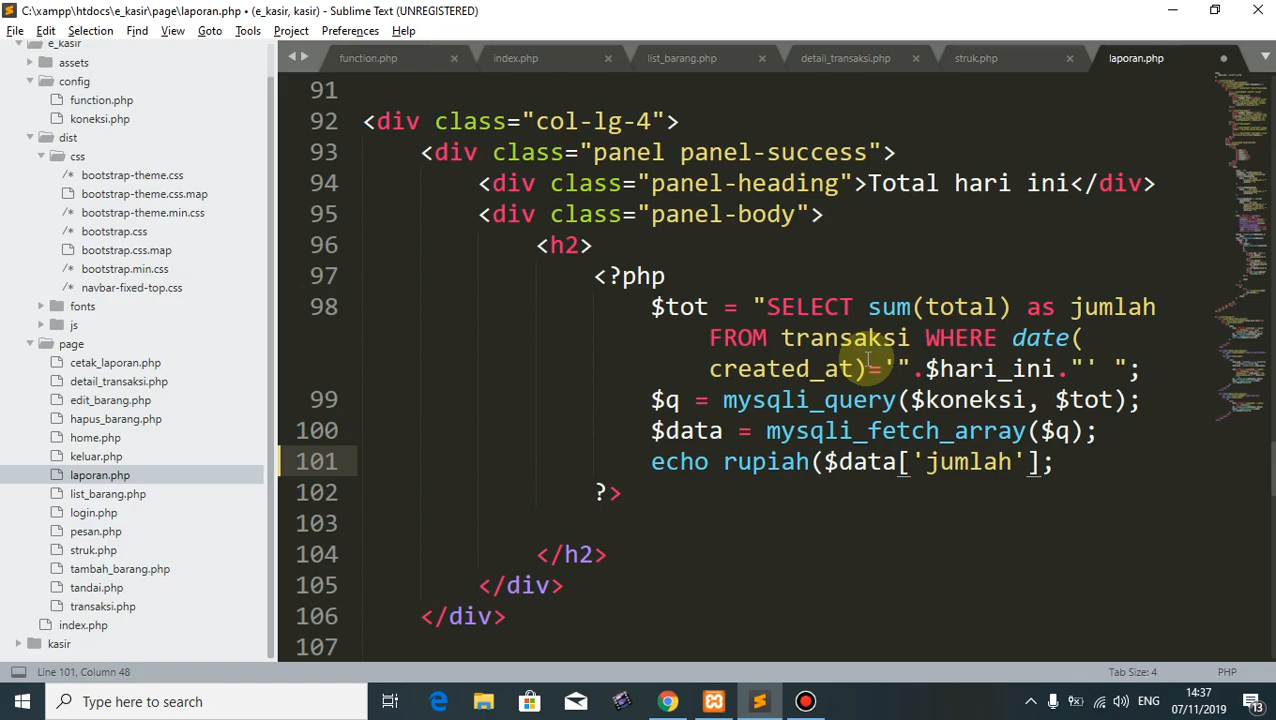 C:\xampp\htdocs\e_kasir\page\laporan.php • (e_kasir, kasir) - Sublime Text (UNREGISTERED)
File Edit Selection Find View Goto Tools Project Preferences Help
e_kasir
assets
config
function.php
koneksi.php
dist
css
/* bootstrap-theme.css
bootstrap-theme.css.map
/* bootstrap-theme.min.css
/* bootstrap.css
bootstrap.css.map
/* bootstrap.min.css
/* navbar-fixed-top.css
fonts
js
page
cetak_laporan.php
detail_transaksi.php
edit_barang.php
hapus_barang.php
home.php
keluar.php
laporan.php
list_barang.php
login.php
pesan.php
struk.php
tambah_barang.php
tandai.php
transaksi.php
index.php
kasir
function.php index.php list_barang.php detail_transaksi.php struk.php laporan.php
91
92 <div class="col-lg-4">
93 <div class="panel panel-success">
94 <div class="panel-heading">Total hari ini</div>
95 <div class="panel-body">
96 <h2>
97 <?php
98 $tot = "SELECT sum(total) as jumlah
FROM transaksi WHERE date(
created_at)='".$hari_ini."' ";
99 $q = mysqli_query($koneksi, $tot);
100 $data = mysqli_fetch_array($q);
101 echo rupiah($data['jumlah'];
102 ?>
103
104 </h2>
105 </div>
106 </div>
107
Line 101, Column 48 Tab Size: 4 PHP
Type here to search
ENG 14:37
07/11/2019
13